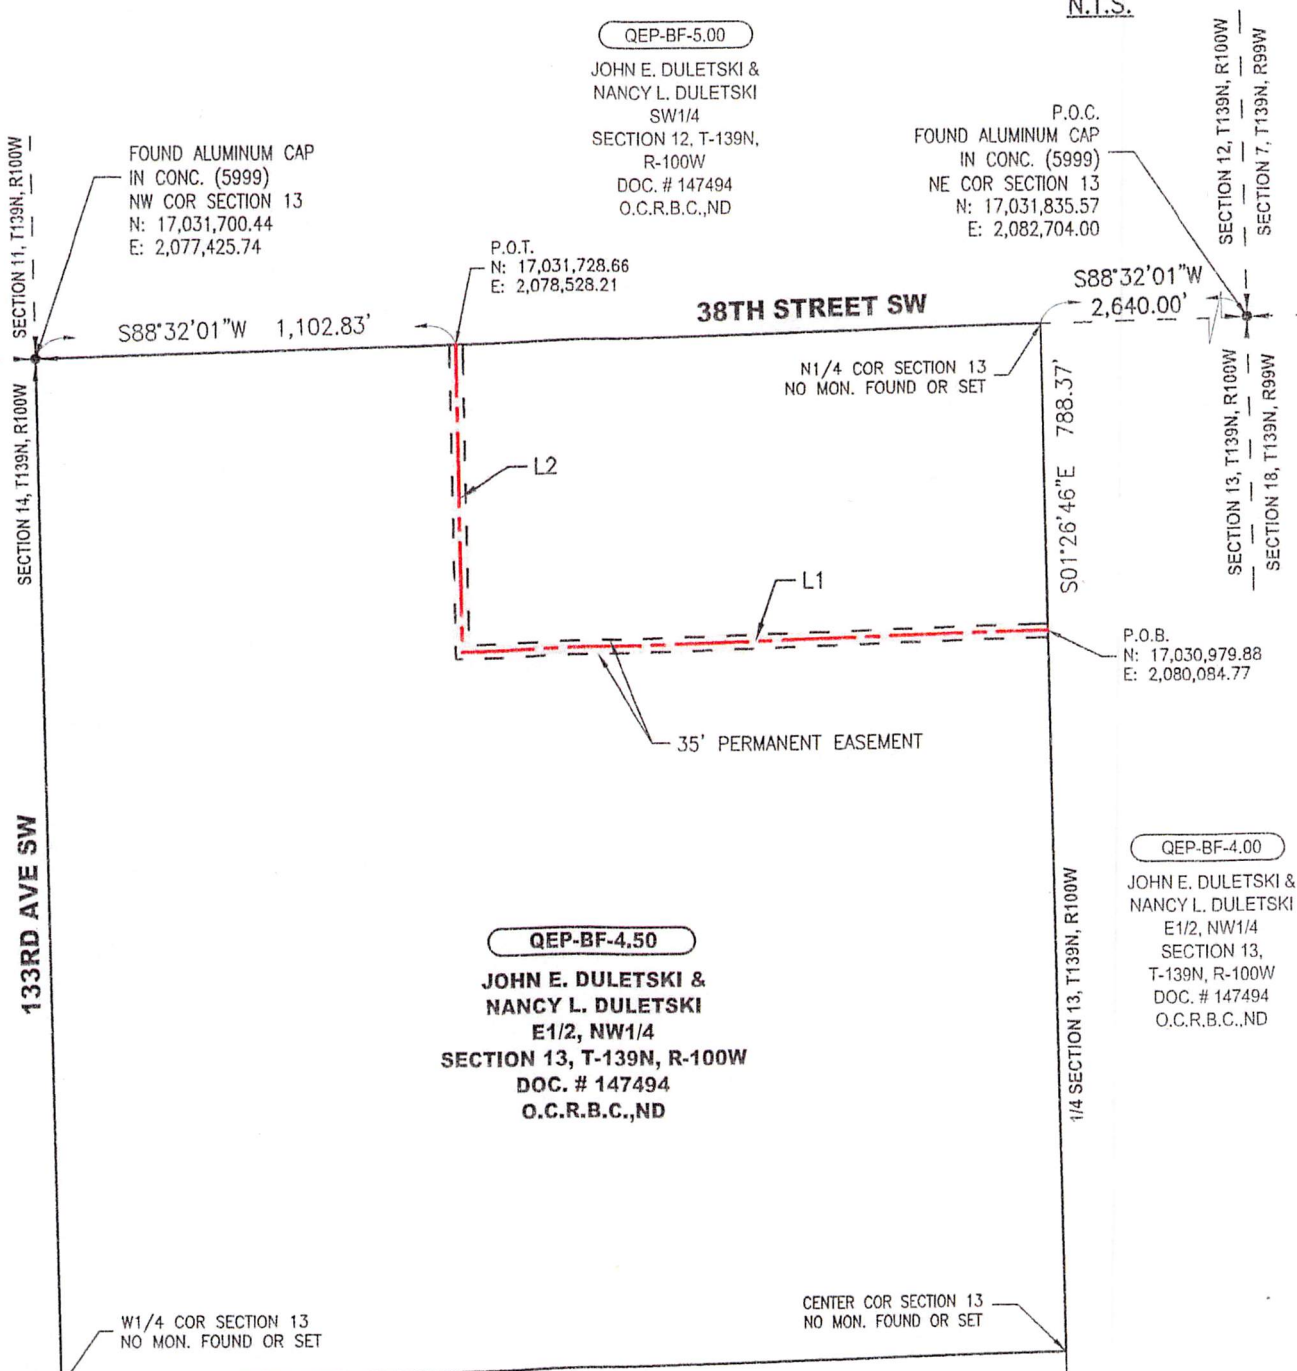 N.T.S.
QEP-BF-5.00
JOHN E. DULETSKI &
NANCY L. DULETSKI
SW1/4
SECTION 12, T-139N,
R-100W
DOC. # 147494
O.C.R.B.C.,ND
SECTION 11, T139N, R100W
FOUND ALUMINUM CAP
IN CONC. (5999)
NW COR SECTION 13
N: 17,031,700.44
E: 2,077,425.74
P.O.C.
FOUND ALUMINUM CAP
IN CONC. (5999)
NE COR SECTION 13
N: 17,031,835.57
E: 2,082,704.00
SECTION 12, T139N, R100W
SECTION 7, T139N, R99W
P.O.T.
N: 17,031,728.66
E: 2,078,528.21
S88°32'01"W 1,102.83'
38TH STREET SW
S88°32'01"W
2,640.00'
N1/4 COR SECTION 13
NO MON. FOUND OR SET
SECTION 14, T139N, R100W
S01°26'46"E 788.37'
SECTION 13, T139N, R100W
SECTION 18, T139N, R99W
L2
L1
P.O.B.
N: 17,030,979.88
E: 2,080,084.77
35' PERMANENT EASEMENT
133RD AVE SW
QEP-BF-4.50
JOHN E. DULETSKI &
NANCY L. DULETSKI
E1/2, NW1/4
SECTION 13, T-139N, R-100W
DOC. # 147494
O.C.R.B.C.,ND
1/4 SECTION 13, T139N, R100W
QEP-BF-4.00
JOHN E. DULETSKI &
NANCY L. DULETSKI
E1/2, NW1/4
SECTION 13,
T-139N, R-100W
DOC. # 147494
O.C.R.B.C.,ND
W1/4 COR SECTION 13
NO MON. FOUND OR SET
CENTER COR SECTION 13
NO MON. FOUND OR SET